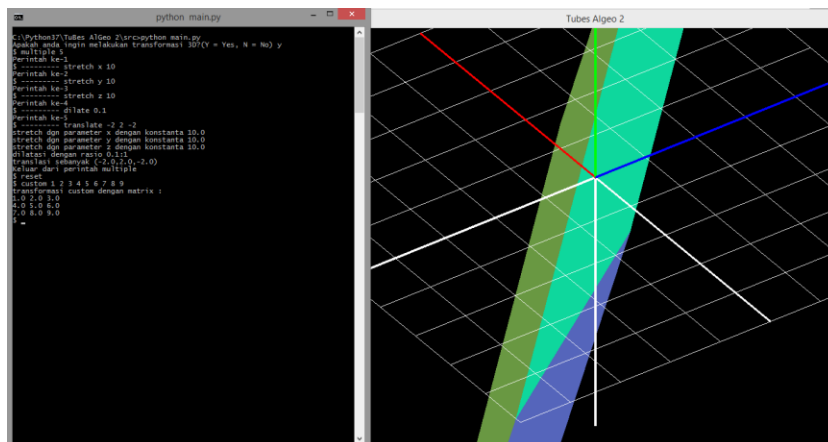 python main.py
C:\Python37\TuBes AlGeo 2\src>python main.py
Apakah anda ingin melakukan transformasi 3D?(Y = Yes, N = No) y
$ multiple 5
Perintah ke-1
$ --------- stretch x 10
Perintah ke-2
$ --------- stretch y 10
Perintah ke-3
$ --------- stretch z 10
Perintah ke-4
$ --------- dilate 0.1
Perintah ke-5
$ --------- translate -2 2 -2
stretch dgn parameter x dengan konstanta 10.0
stretch dgn parameter y dengan konstanta 10.0
stretch dgn parameter z dengan konstanta 10.0
dilatasi dengan rasio 0.1:1
translasi sebanyak (-2.0,2.0,-2.0)
Keluar dari perintah multiple
$ reset
$ custom 1 2 3 4 5 6 7 8 9
transformasi custom dengan matrix :
1.0 2.0 3.0
4.0 5.0 6.0
7.0 8.0 9.0
$ _
Tubes Algeo 2